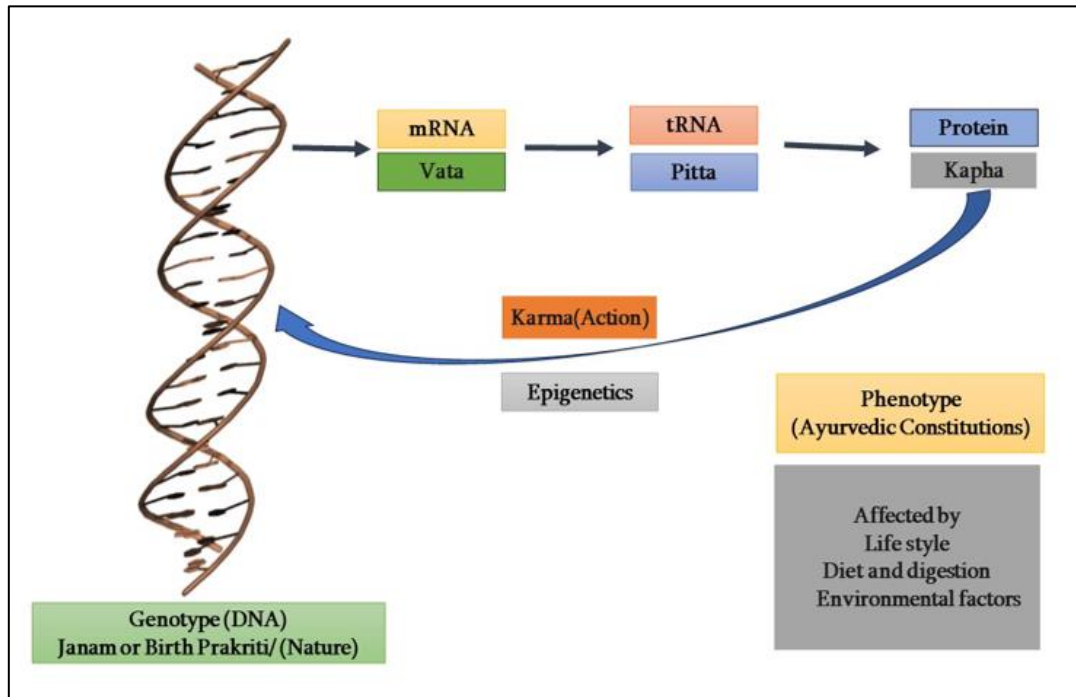 mRNA
Vata
tRNA
Pitta
Protein
Kapha
Karma(Action)
Epigenetics
Phenotype
(Ayurvedic Constitutions)
Affected by
Life style
Diet and digestion
Environmental factors
Genotype (DNA)
Janam or Birth Prakriti/ (Nature)